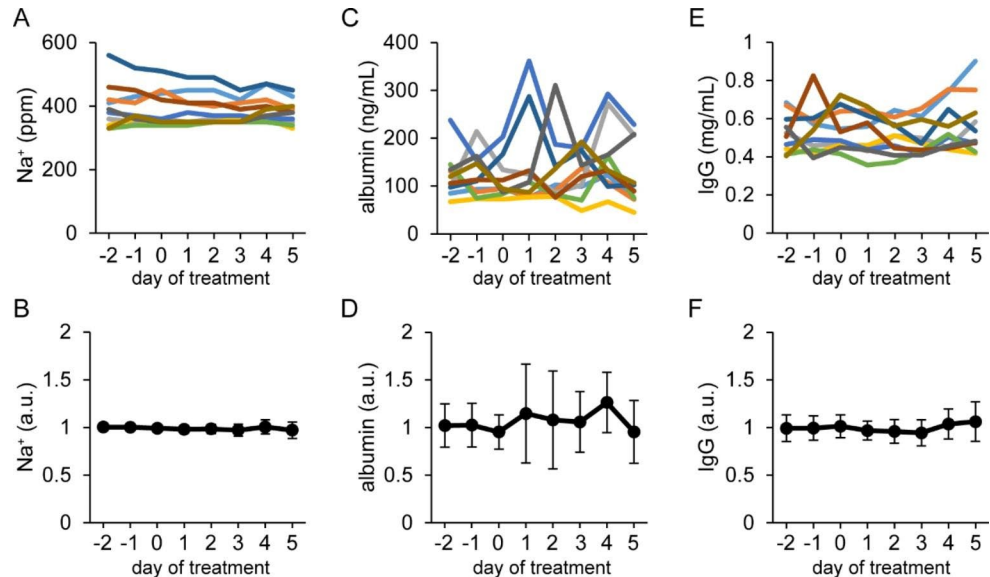 A
Na⁺ (ppm)
600
400
200
0
-2 -1 0 1 2 3 4 5
day of treatment
C
albumin (ng/mL)
400
300
200
100
0
-2 -1 0 1 2 3 4 5
day of treatment
E
IgG (mg/mL)
1
0.8
0.6
0.4
0.2
0
-2 -1 0 1 2 3 4 5
day of treatment
B
Na⁺ (a.u.)
2
1.5
1
0.5
0
-2 -1 0 1 2 3 4 5
day of treatment
D
albumin (a.u.)
2
1.5
1
0.5
0
-2 -1 0 1 2 3 4 5
day of treatment
F
IgG (a.u.)
2
1.5
1
0.5
0
-2 -1 0 1 2 3 4 5
day of treatment